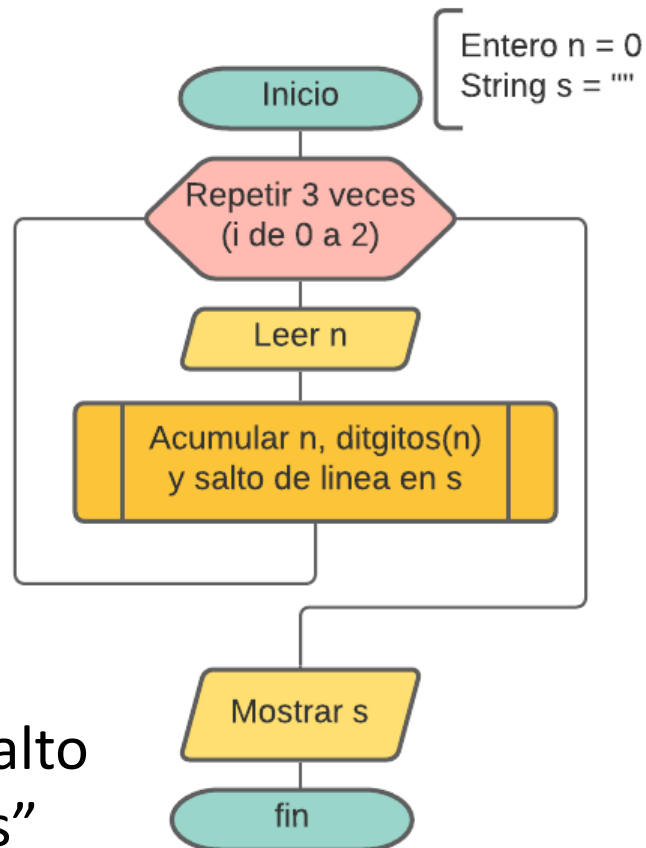 Entero n = 0
String s = ""
Inicio
Repetir 3 veces
(i de 0 a 2)
Leer n
Acumular n, ditgitos(n)
y salto de linea en s
Mostrar s
alto
s”
fin